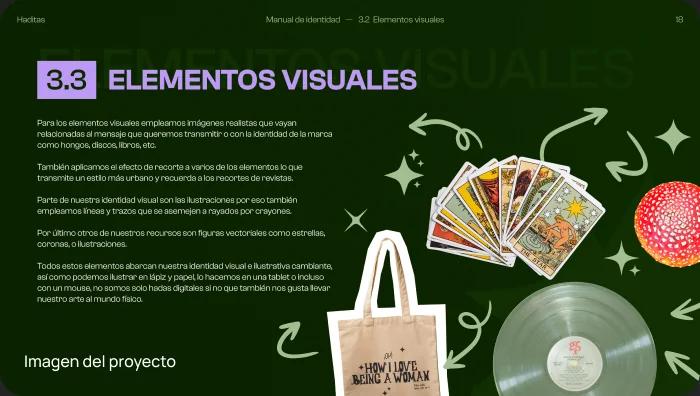 Haditas
Manual de identidad — 3.2 Elementos visuales
18
ELEMENTOS VISUALES
3.3 ELEMENTOS VISUALES
Para los elementos visuales empleamos imágenes realistas que vayan
relacionadas al mensaje que queremos transmitir o con la identidad de la marca
como hongos, discos, libros, etc.
También aplicamos el efecto de recorte a varios de los elementos lo que
transmite un estilo más urbano y recuerda a los recortes de revistas.
Parte de nuestra identidad visual son las ilustraciones por eso también
empleamos líneas y trazos que se asemejen a rayados por crayones.
Por último otros de nuestros recursos son figuras vectoriales como estrellas,
coronas, o ilustraciones.
Todos estos elementos abarcan nuestra identidad visual e ilustrativa cambiante,
así como podemos ilustrar en lápiz y papel, lo hacemos en una tablet o incluso
con un mouse, no somos solo hadas digitales si no que también nos gusta llevar
nuestro arte al mundo físico.
OH
HOW I LOVE
BEING A WOMAN
Imagen del proyecto